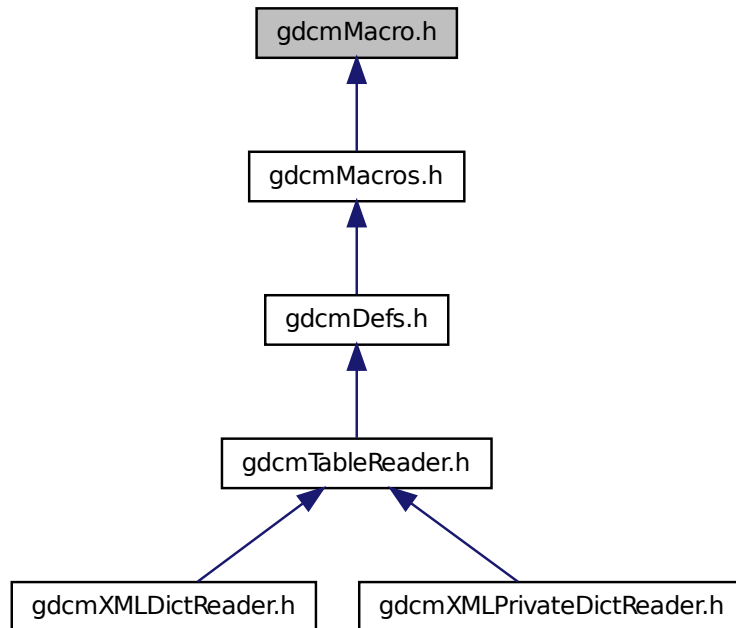 gdcmMacro.h
gdcmMacros.h
gdcmDefs.h
gdcmTableReader.h
gdcmXMLDictReader.h
gdcmXMLPrivateDictReader.h